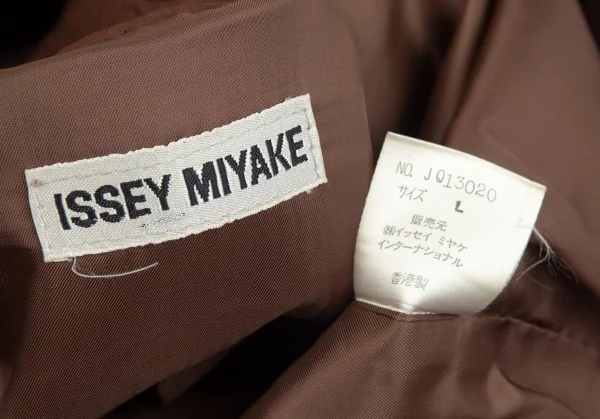 ISSEY MIYAKE
NO. JQ13020
サイズ L
販売元
㈱イッセイ ミヤケ
インターナショナル
香港製